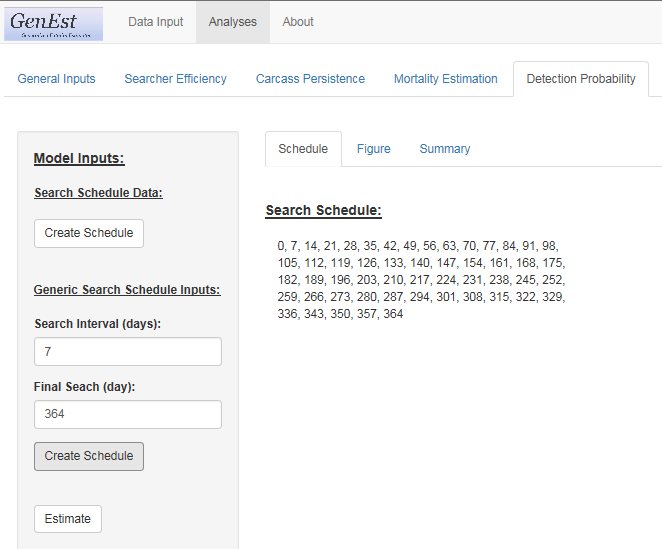 GenEst
Data Input
Analyses
About
General Inputs
Searcher Efficiency
Carcass Persistence
Mortality Estimation
Detection Probability
Model Inputs:
Search Schedule Data:
Create Schedule
Generic Search Schedule Inputs:
Search Interval (days):
7
Final Seach (day):
364
Create Schedule
Estimate
Schedule
Figure
Summary
Search Schedule:
0, 7, 14, 21, 28, 35, 42, 49, 56, 63, 70, 77, 84, 91, 98,
105, 112, 119, 126, 133, 140, 147, 154, 161, 168, 175,
182, 189, 196, 203, 210, 217, 224, 231, 238, 245, 252,
259, 266, 273, 280, 287, 294, 301, 308, 315, 322, 329,
336, 343, 350, 357, 364